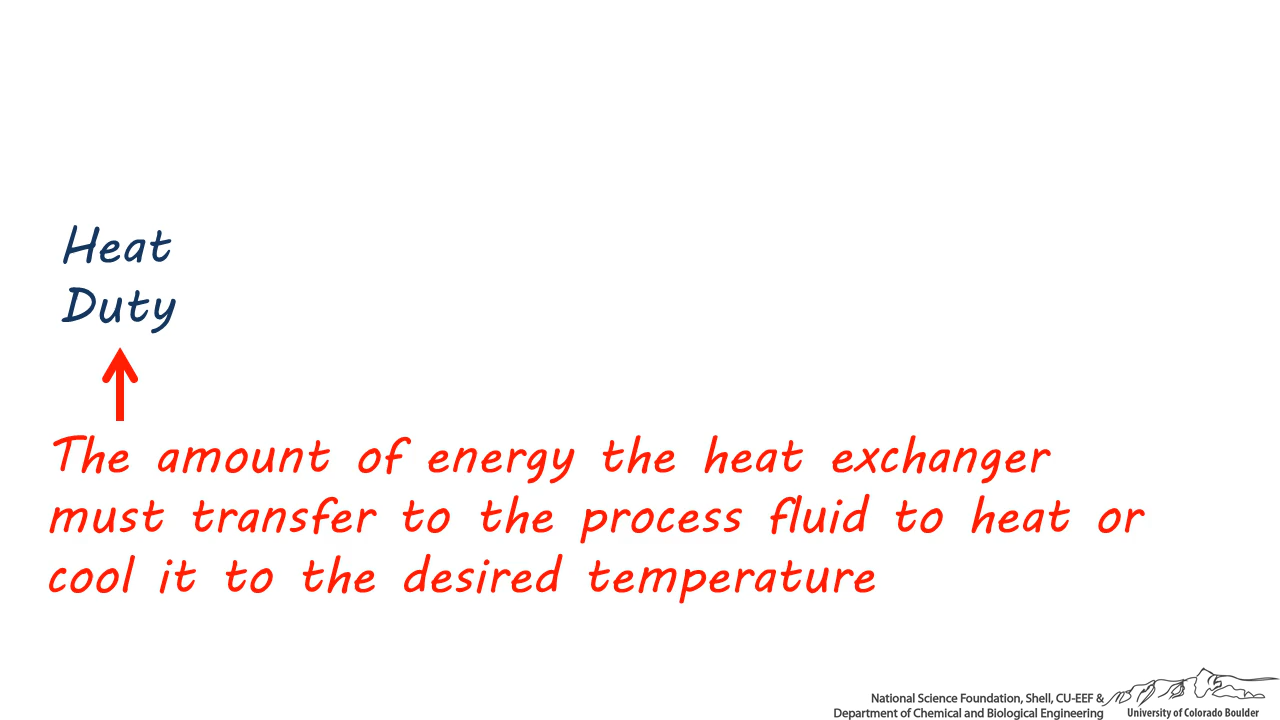 Heat
Duty
The amount of energy the heat exchanger
must transfer to the process fluid to heat or
cool it to the desired temperature
National Science Foundation, Shell, CU-EEF &
Department of Chemical and Biological Engineering
University of Colorado Boulder